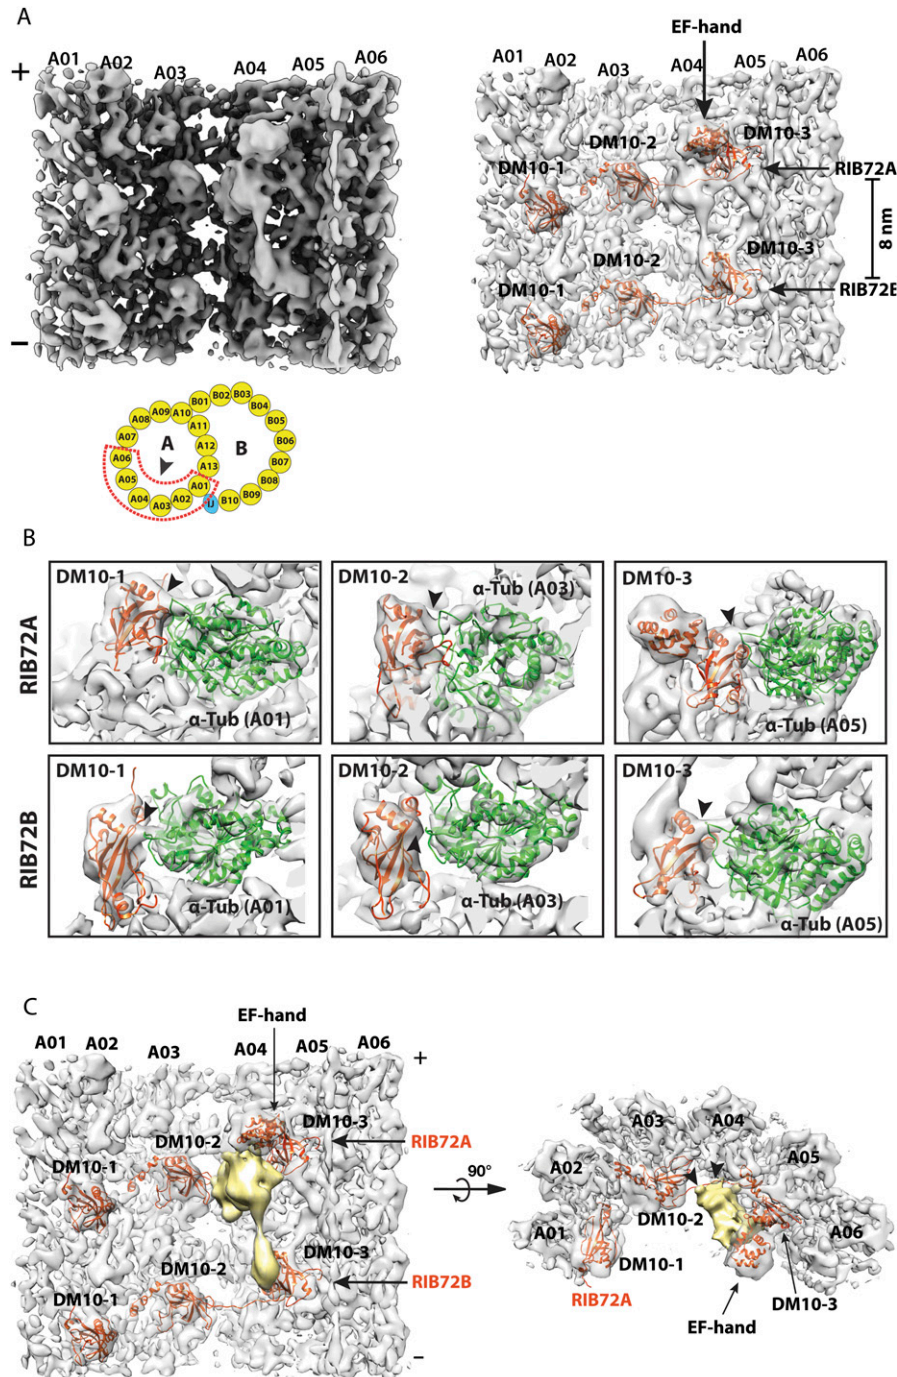 A
A01 A02 A03 A04 A05 A06
+
–
EF-hand
A01 A02 A03 A04 A05 A06
DM10-2 DM10-3
DM10-1
RIB72A
8 nm
DM10-2 DM10-3
DM10-1
RIB72B
A B
A01 A02 A03 A04 A05 A06 A07 A08 A09 A10 A11 A12 A13
B01 B02 B03 B04 B05 B06 B07 B08 B09 B10
IJ
B
RIB72A
DM10-1
α-Tub (A01)
DM10-2
α-Tub (A03)
DM10-3
α-Tub (A05)
RIB72B
DM10-1
α-Tub (A01)
DM10-2
α-Tub (A03)
DM10-3
α-Tub (A05)
C
EF-hand
A01 A02 A03 A04 A05 A06
+
DM10-3
DM10-2
RIB72A
DM10-1
DM10-3
DM10-2
RIB72B
DM10-1
–
90°
A03 A04
A02 A05
DM10-2
A01 A06
DM10-1
RIB72A
DM10-3
EF-hand